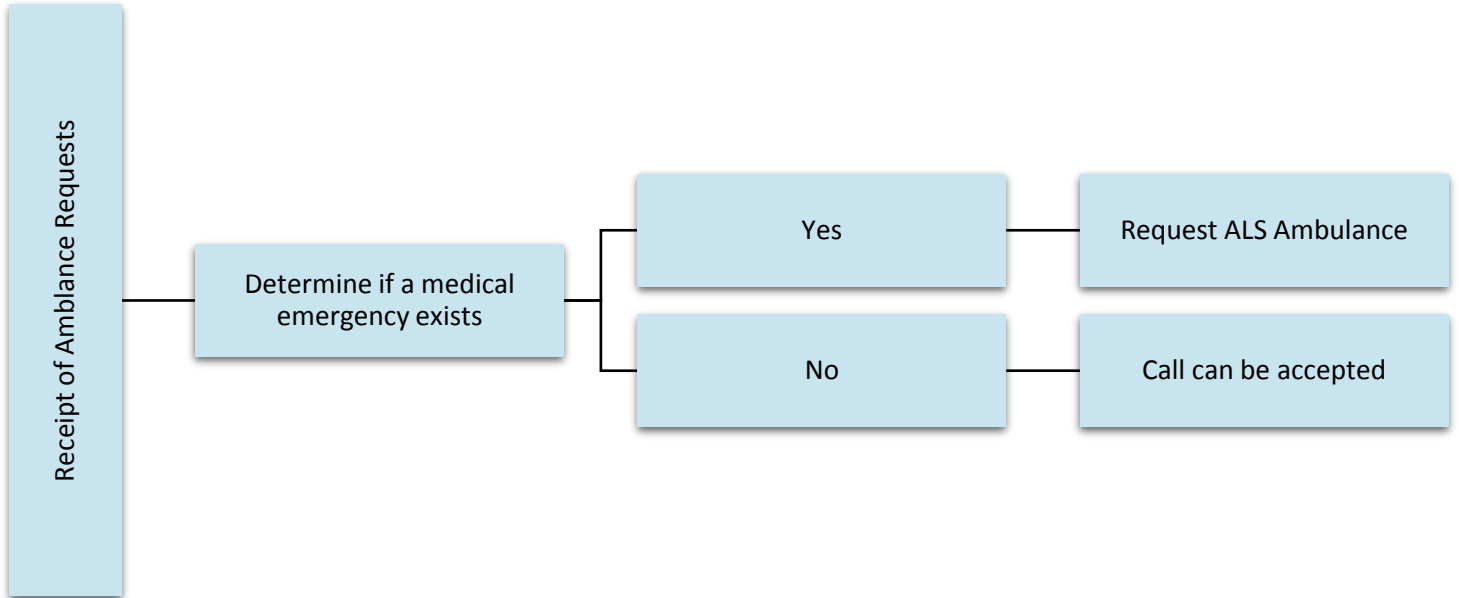 Receipt of Amblance Requests
Determine if a medical
emergency exists
Yes
Request ALS Ambulance
No
Call can be accepted